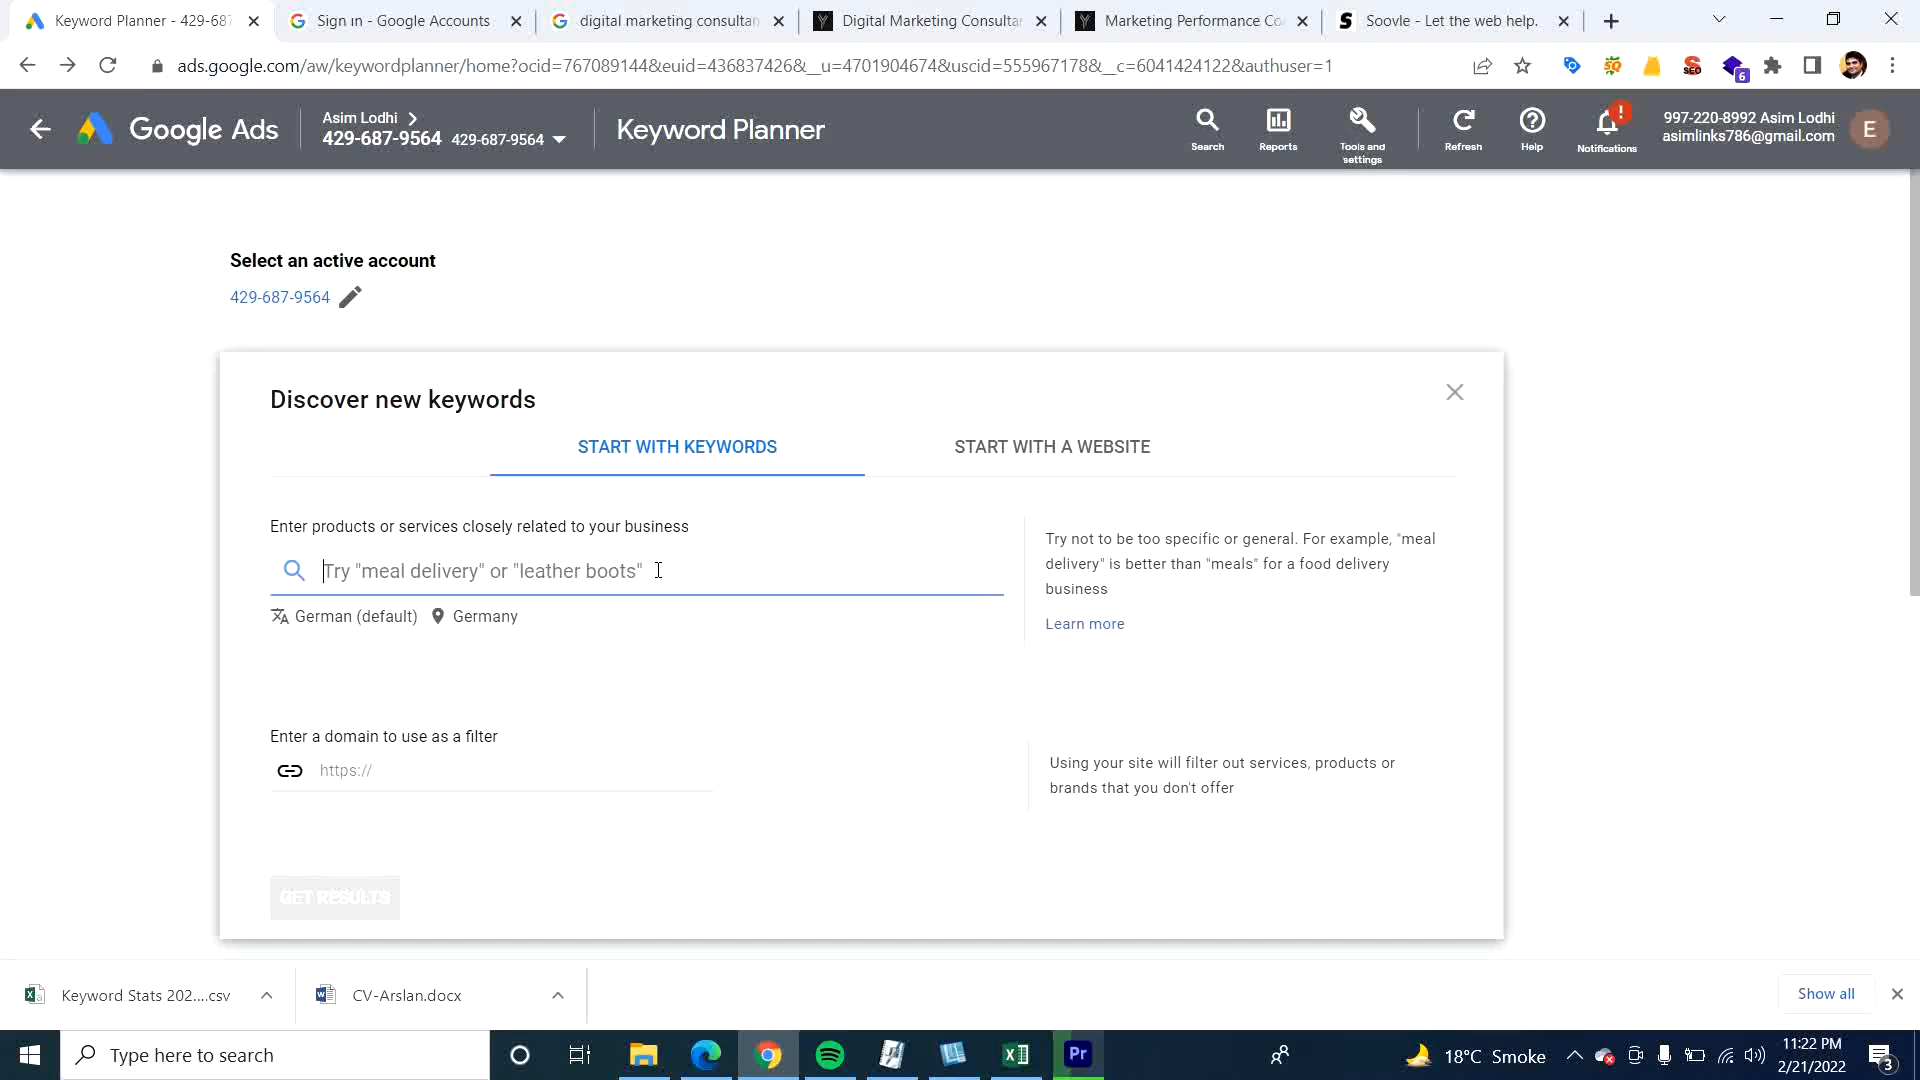 Keyword Planner - 429-687
Sign in - Google Accounts
digital marketing consultan
Digital Marketing Consulta
Marketing Performance Co
Soovle - Let the web help.
ads.google.com/aw/keywordplanner/home?ocid=767089144&euid=436837426&__u=4701904674&uscid=555967178&__c=6041424122&authuser=1
SEO
6
Google Ads
Asim Lodhi
429-687-9564 429-687-9564
Keyword Planner
Search
Reports
Tools and
settings
Refresh
Help
!
Notifications
997-220-8992 Asim Lodhi
asimlinks786@gmail.com
E
Select an active account
429-687-9564
Discover new keywords
START WITH KEYWORDS
START WITH A WEBSITE
Enter products or services closely related to your business
Try "meal delivery" or "leather boots"
German (default)
Germany
Try not to be too specific or general. For example, "meal
delivery" is better than "meals" for a food delivery
business
Learn more
Enter a domain to use as a filter
https://
Using your site will filter out services, products or
brands that you don't offer
GET RESULTS
Keyword Stats 202....csv
CV-Arslan.docx
Show all
Type here to search
Pr
18°C Smoke
11:22 PM
2/21/2022
3